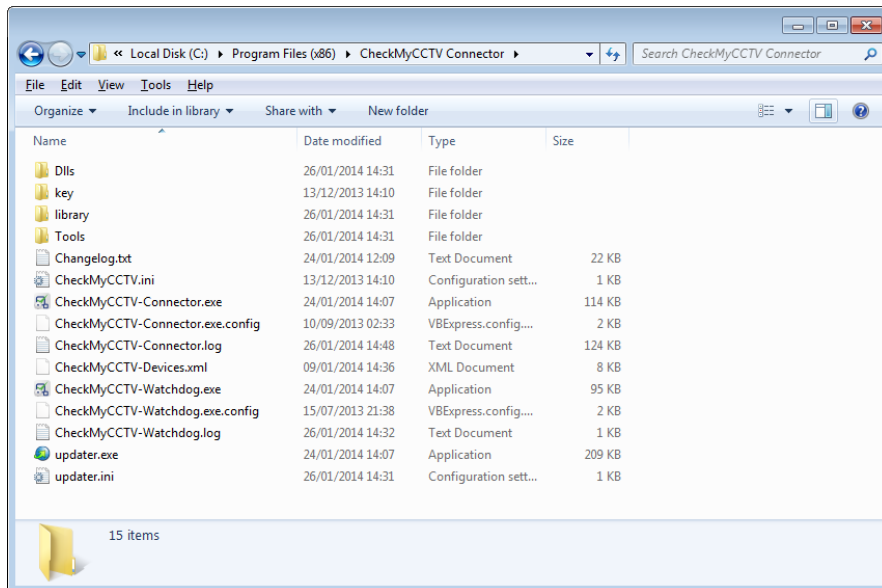 « Local Disk (C:) ▸ Program Files (x86) ▸ CheckMyCCTV Connector ▸ Search CheckMyCCTV Connector
File Edit View Tools Help
Organize Include in library Share with New folder
Name Date modified Type Size
Dlls 26/01/2014 14:31 File folder
key 13/12/2013 14:10 File folder
library 26/01/2014 14:31 File folder
Tools 26/01/2014 14:31 File folder
Changelog.txt 24/01/2014 12:09 Text Document 22 KB
CheckMyCCTV.ini 13/12/2013 14:10 Configuration sett... 1 KB
CheckMyCCTV-Connector.exe 24/01/2014 14:07 Application 114 KB
CheckMyCCTV-Connector.exe.config 10/09/2013 02:33 VBExpress.config.... 2 KB
CheckMyCCTV-Connector.log 26/01/2014 14:48 Text Document 124 KB
CheckMyCCTV-Devices.xml 09/01/2014 14:36 XML Document 8 KB
CheckMyCCTV-Watchdog.exe 24/01/2014 14:07 Application 95 KB
CheckMyCCTV-Watchdog.exe.config 15/07/2013 21:38 VBExpress.config.... 2 KB
CheckMyCCTV-Watchdog.log 26/01/2014 14:32 Text Document 1 KB
updater.exe 24/01/2014 14:07 Application 209 KB
updater.ini 26/01/2014 14:31 Configuration sett... 1 KB
15 items